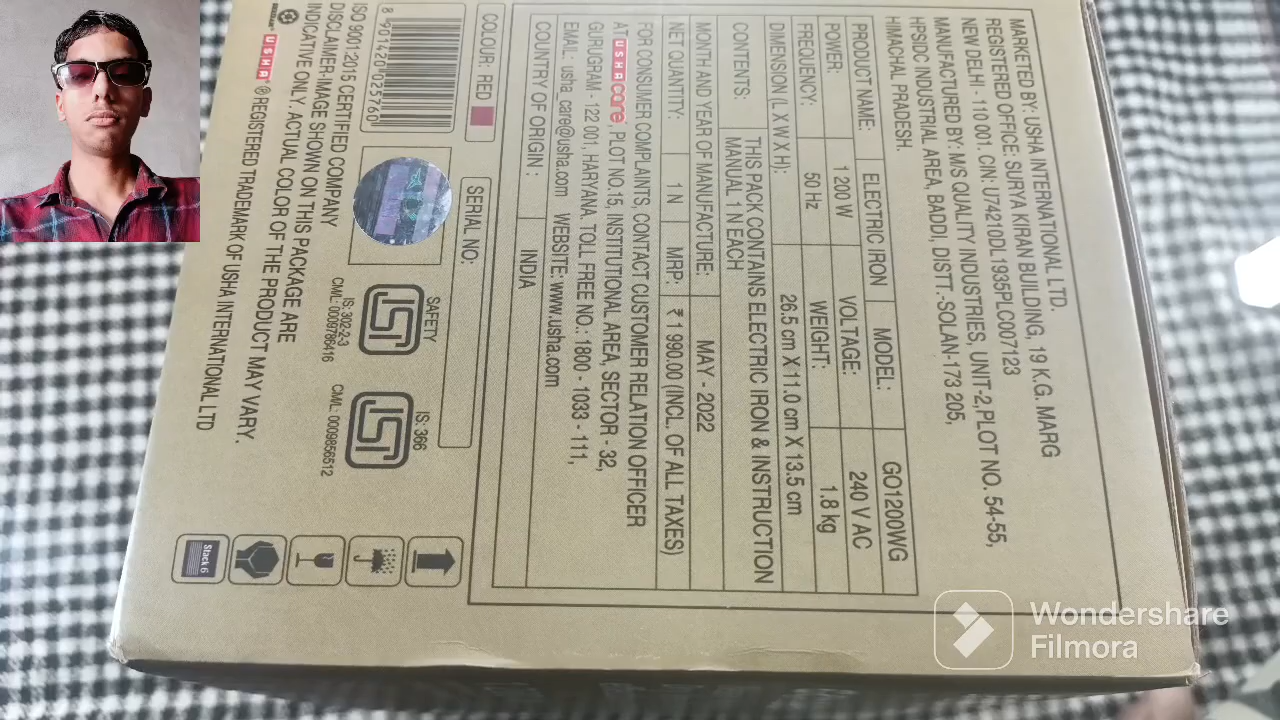 MARKETED BY: USHA INTERNATIONAL LTD.
REGISTERED OFFICE: SURYA KIRAN BUILDING, 19 K.G. MARG
NEW DELHI - 110 001. CIN: U74210DL1935PLC007123
MANUFACTURED BY: M/S QUALITY INDUSTRIES, UNIT-2,PLOT NO. 54-55,
HPSIDC INDUSTRIAL AREA, BADDI, DISTT.-SOLAN-173 205,
HIMACHAL PRADESH.
PRODUCT NAME: ELECTRIC IRON MODEL: GO1200WG
POWER: 1 200 W VOLTAGE: 240 V AC
FREQUENCY: 50 Hz WEIGHT: 1.8 kg
DIMENSION (L X W X H): 26.5 cm X 11.0 cm X 13.5 cm
CONTENTS: THIS PACK CONTAINS ELECTRIC IRON & INSTRUCTION
MANUAL 1 N EACH
MONTH AND YEAR OF MANUFACTURE: MAY - 2022
NET QUANTITY: 1 N MRP: ₹ 1 990.00 (INCL. OF ALL TAXES)
FOR CONSUMER COMPLAINTS, CONTACT CUSTOMER RELATION OFFICER
AT USHA care, PLOT NO.15, INSTITUTIONAL AREA, SECTOR - 32,
GURUGRAM - 122 001, HARYANA. TOLL FREE NO.: 1800 - 1033 - 111,
EMAIL: usha_care@usha.com WEBSITE: www.usha.com
COUNTRY OF ORIGIN : INDIA
COLOUR: RED
SERIAL NO:
8 901420 025760
SAFETY
IS 302-2-3
CM/L: 0009786416
IS: 366
CM/L: 0009856512
ISO 9001:2015 CERTIFIED COMPANY
DISCLAIMER-IMAGE SHOWN ON THIS PACKAGE ARE
INDICATIVE ONLY. ACTUAL COLOR OF THE PRODUCT MAY VARY.
USHA ® REGISTERED TRADEMARK OF USHA INTERNATIONAL LTD
Stack 6
Wondershare
Filmora